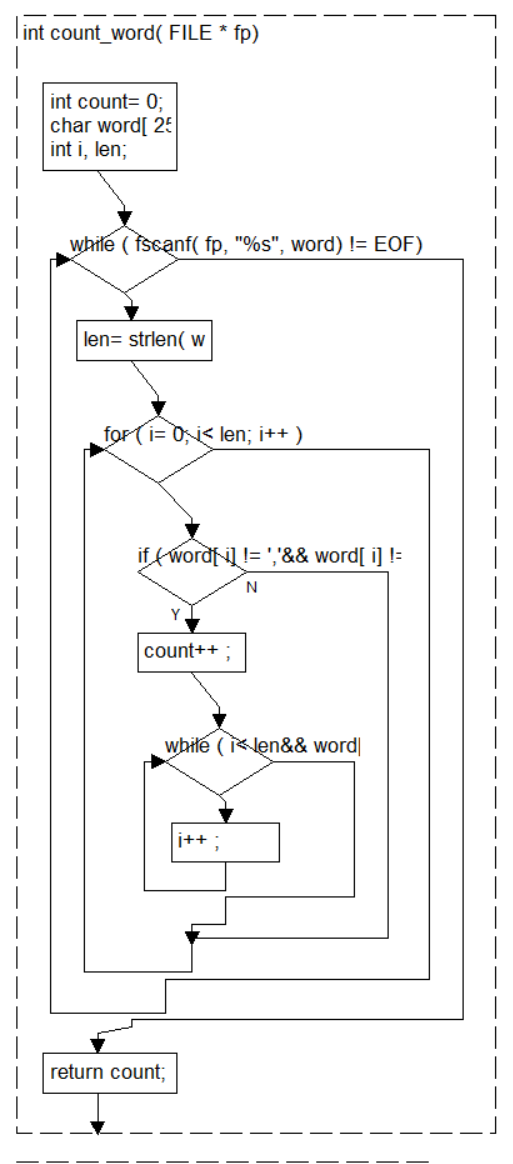 int count_word( FILE * fp)
int count= 0;
char word[ 25
int i, len;
while ( fscanf( fp, "%s", word) != EOF)
len= strlen( w
for ( i= 0; i< len; i++ )
if ( word[ i] != ','&& word[ i] !=
N
Y
count++ ;
while ( i< len&& word[
i++ ;
return count;